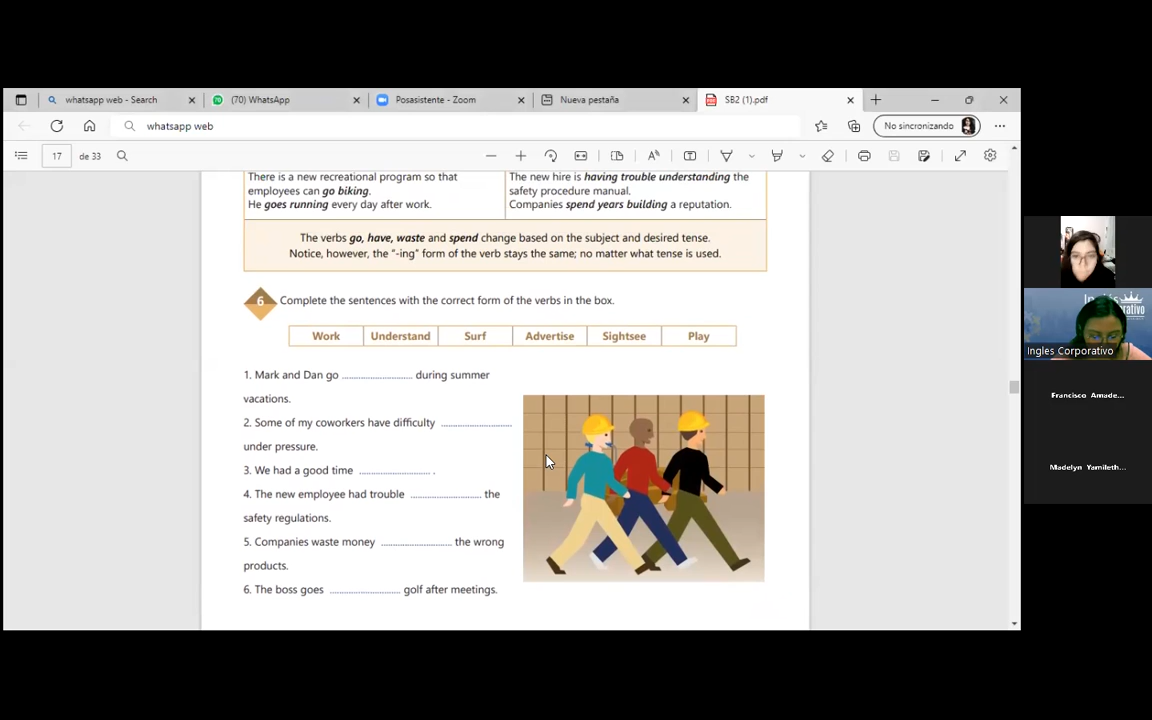 whatsapp web - Search
(70) WhatsApp
Posasistente - Zoom
Nueva pestaña
SB2 (1).pdf
whatsapp web
No sincronizando
17 de 33
There is a new recreational program so that
employees can go biking.
He goes running every day after work.
The new hire is having trouble understanding the
safety procedure manual.
Companies spend years building a reputation.
The verbs go, have, waste and spend change based on the subject and desired tense.
Notice, however, the “-ing” form of the verb stays the same; no matter what tense is used.
6 Complete the sentences with the correct form of the verbs in the box.
Work Understand Surf Advertise Sightsee Play
1. Mark and Dan go ........................... during summer
vacations.
2. Some of my coworkers have difficulty ...........................
under pressure.
3. We had a good time ........................... .
4. The new employee had trouble ........................... the
safety regulations.
5. Companies waste money ........................... the wrong
products.
6. The boss goes ........................... golf after meetings.
Ingles Corporativo
Francisco Amade...
Madelyn Yamileth...